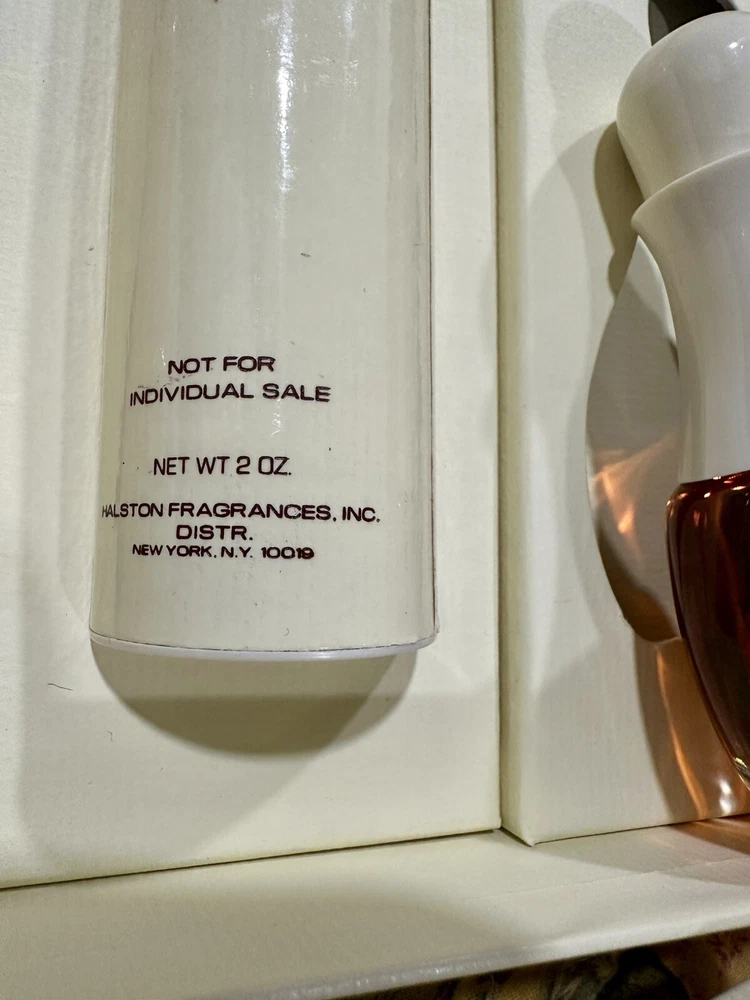 NOT FOR
INDIVIDUAL SALE
NET WT 2 OZ.
HALSTON FRAGRANCES, INC.
DISTR.
NEW YORK, N.Y. 10019